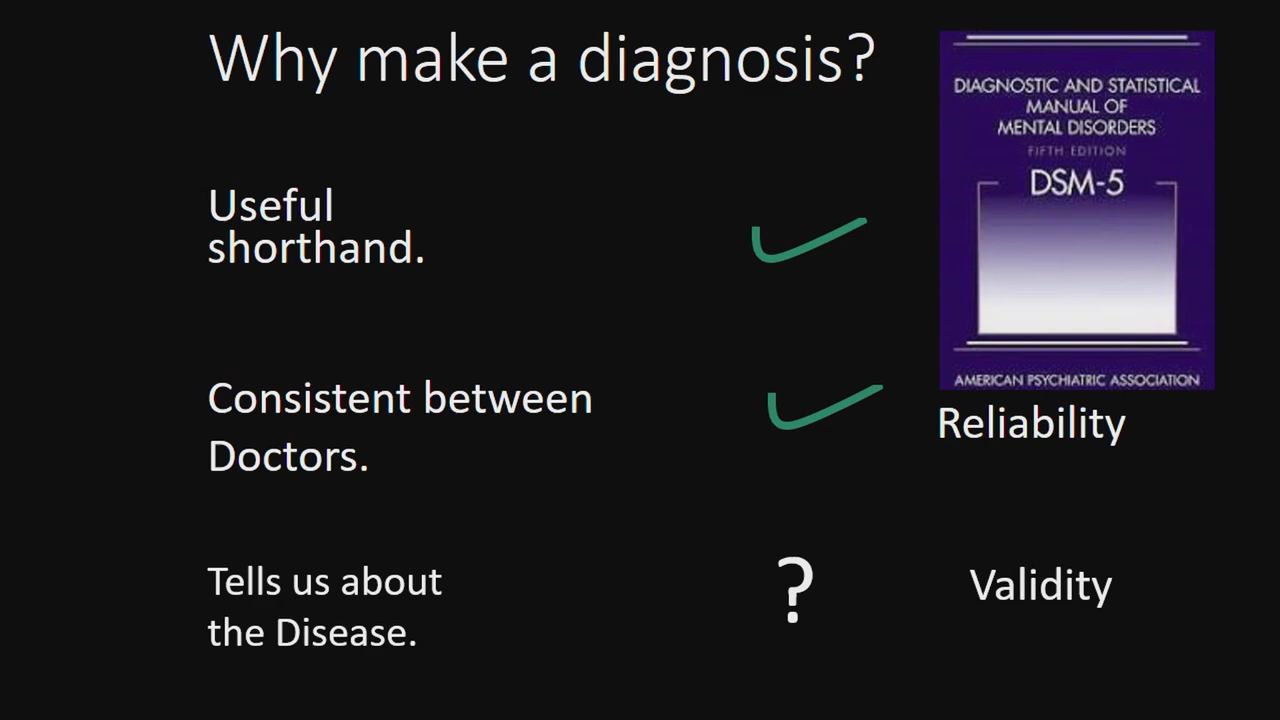 Why make a diagnosis?
DIAGNOSTIC AND STATISTICAL
MANUAL OF
MENTAL DISORDERS
FIFTH EDITION
DSM-5
AMERICAN PSYCHIATRIC ASSOCIATION
Useful
shorthand.
Consistent between
Doctors.
Reliability
Tells us about
the Disease.
?
Validity